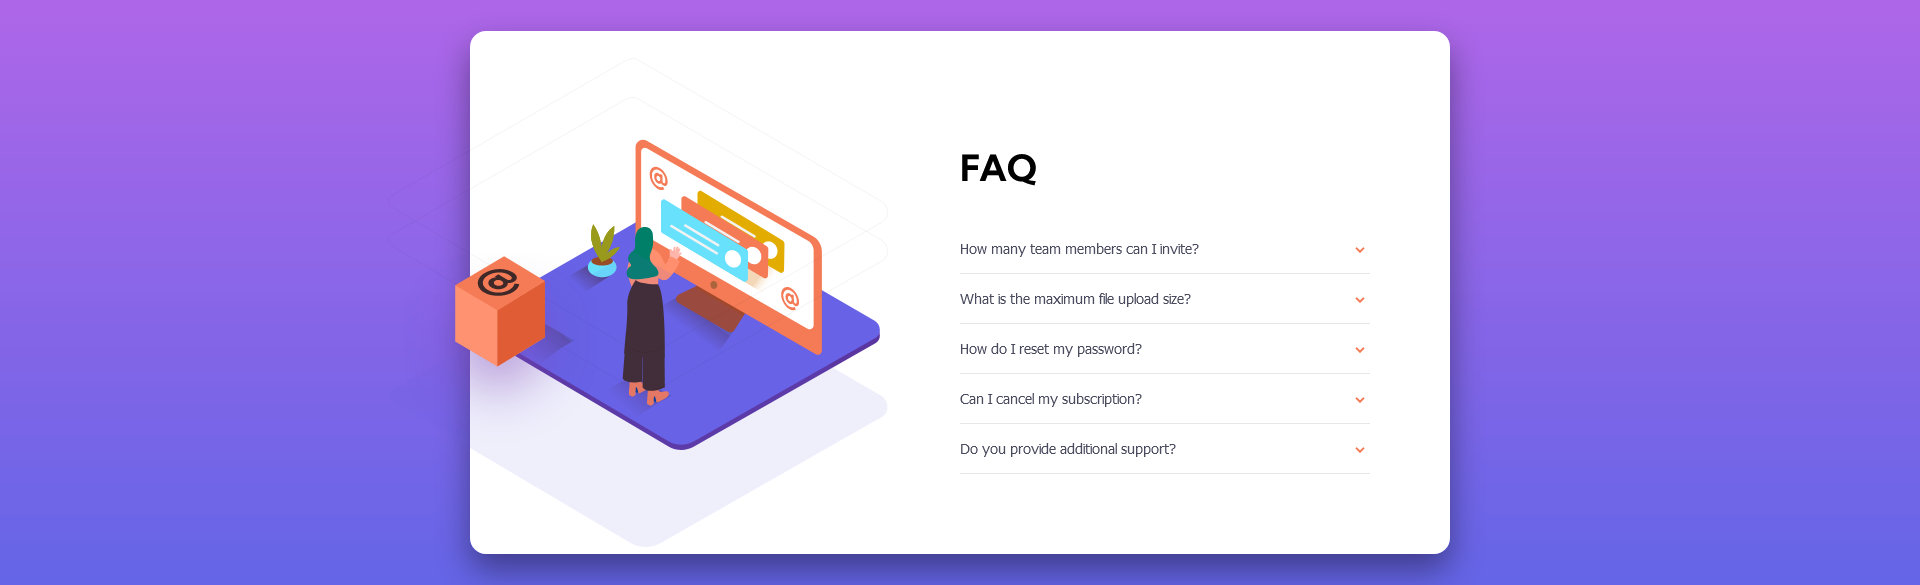 @
@
@
FAQ
How many team members can I invite?
What is the maximum file upload size?
How do I reset my password?
Can I cancel my subscription?
Do you provide additional support?